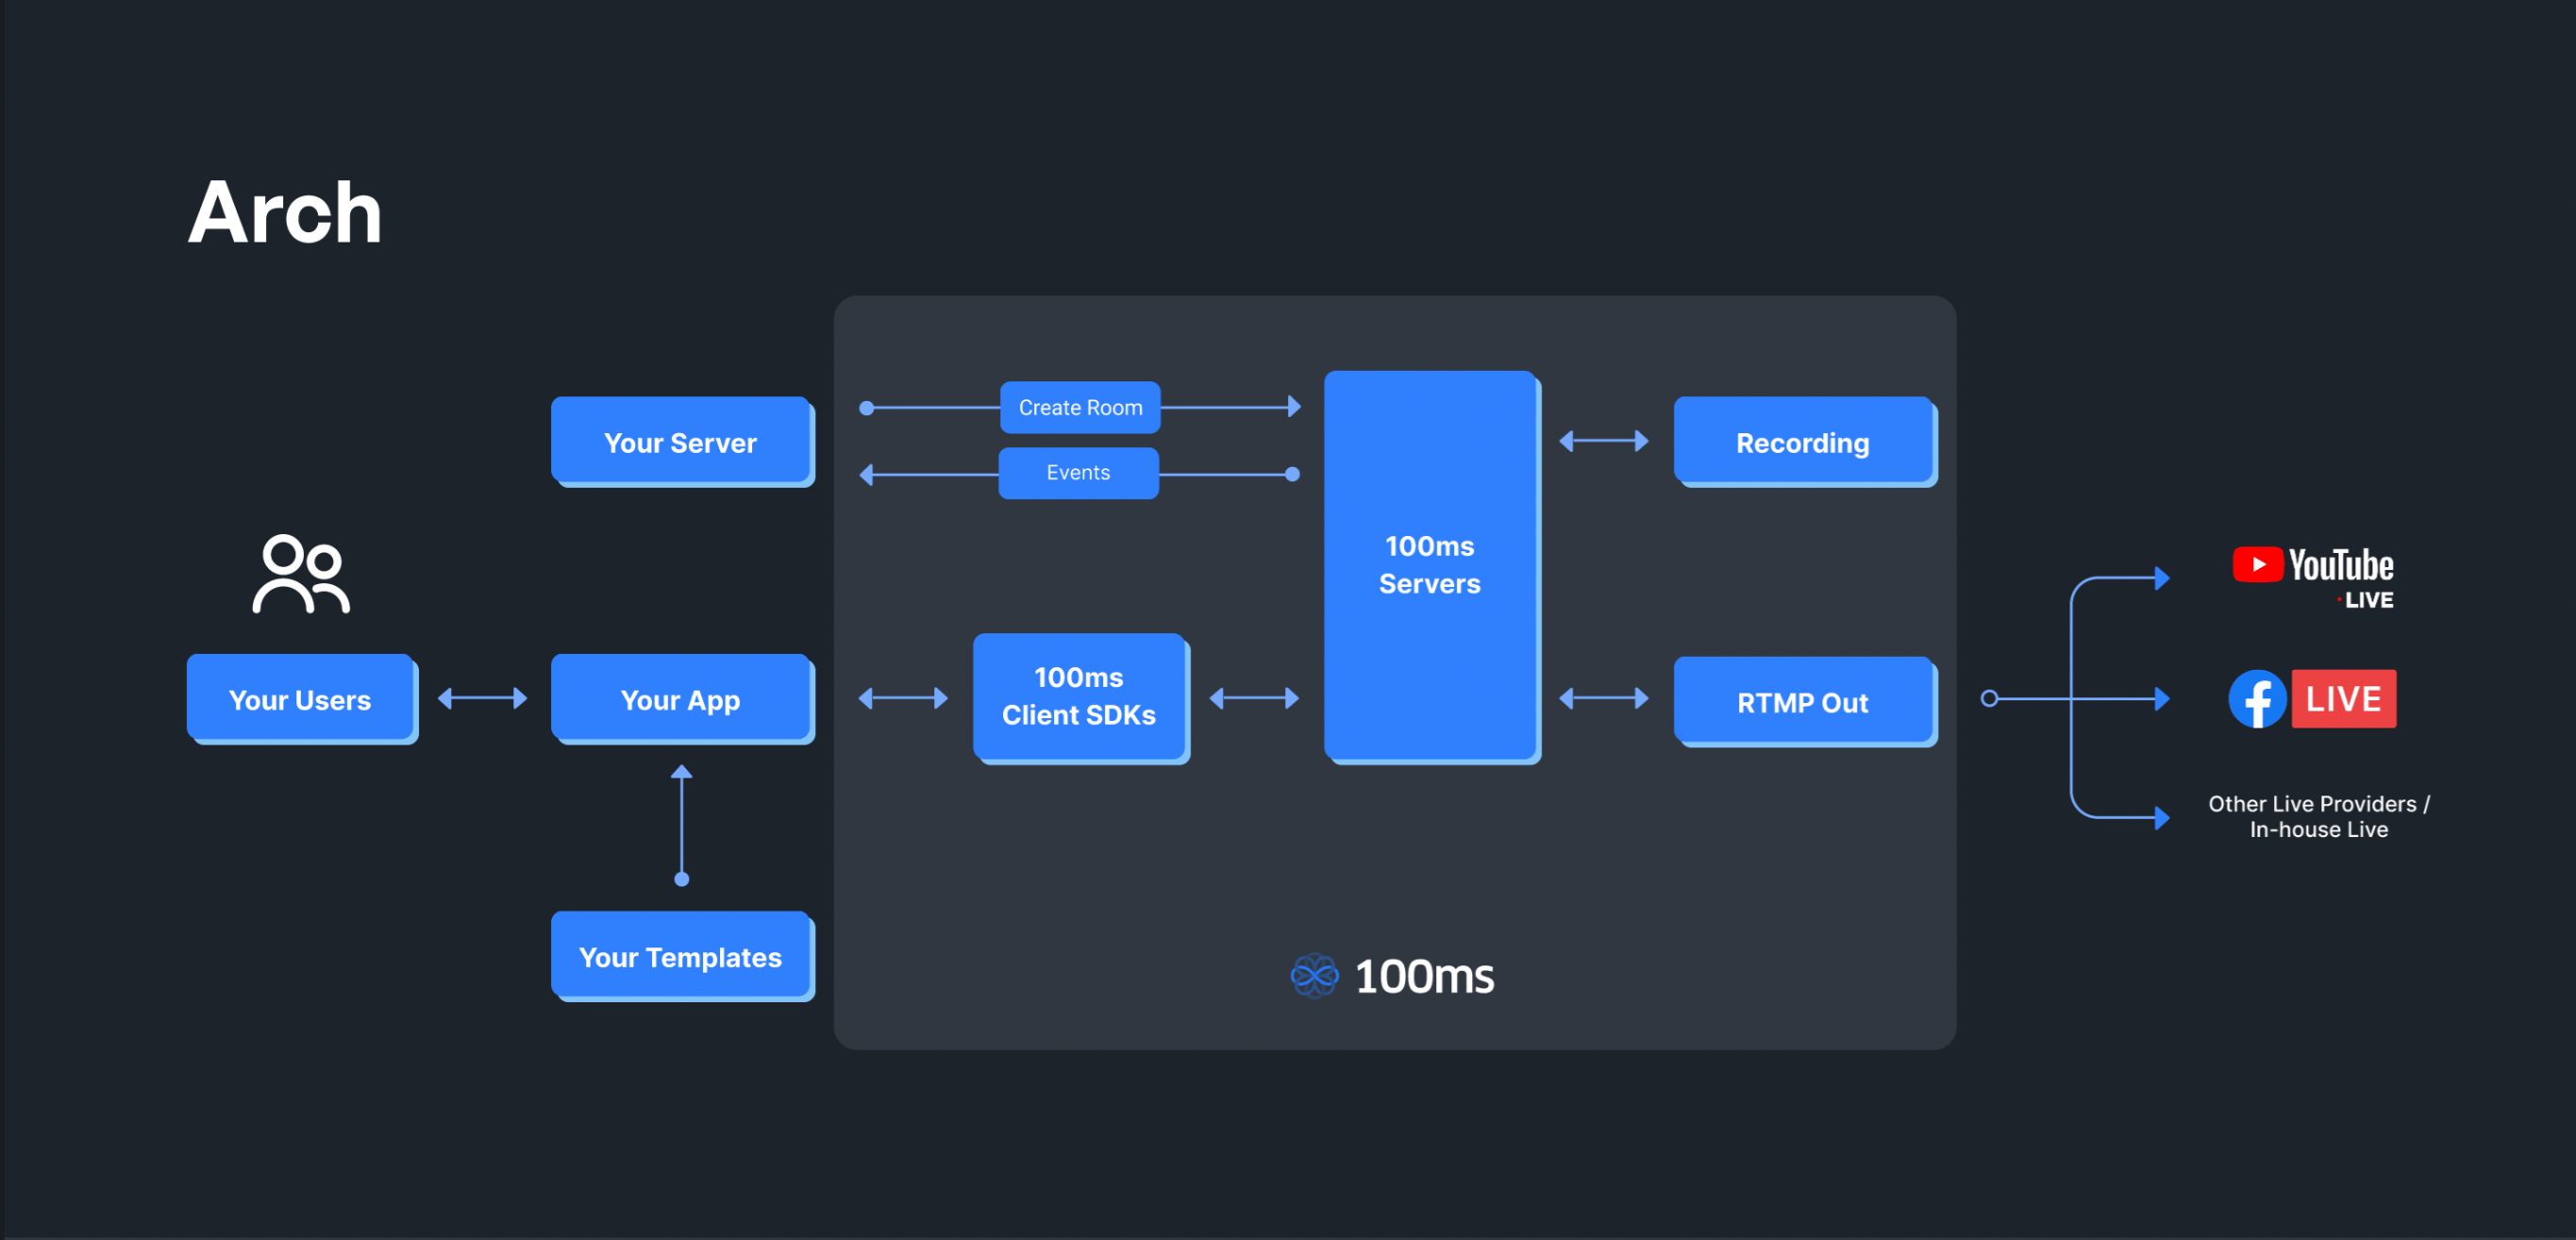 Arch
Your Server
Create Room
Events
100ms
Servers
Recording
Your Users
Your App
100ms
Client SDKs
RTMP Out
Your Templates
100ms
YouTube
LIVE
LIVE
Other Live Providers /
In-house Live